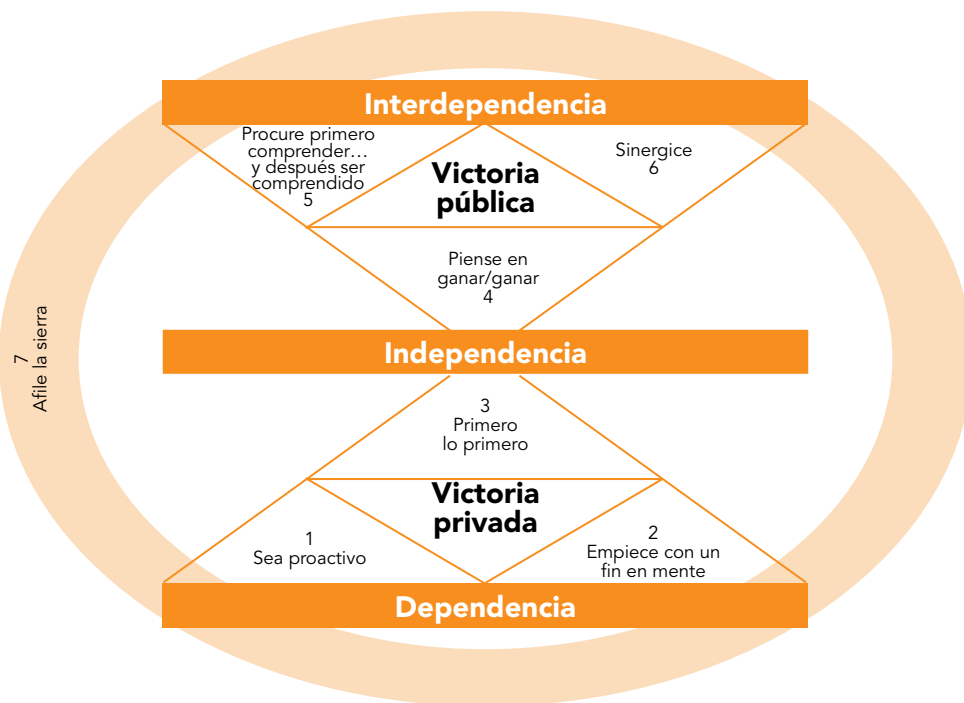 Interdependencia
Procure primero
comprender…
y después ser
comprendido
5
Victoria
pública
Sinergice
6
Piense en
ganar/ganar
4
7
Afile la sierra
Independencia
3
Primero
lo primero
Victoria
privada
1
Sea proactivo
2
Empiece con un
fin en mente
Dependencia